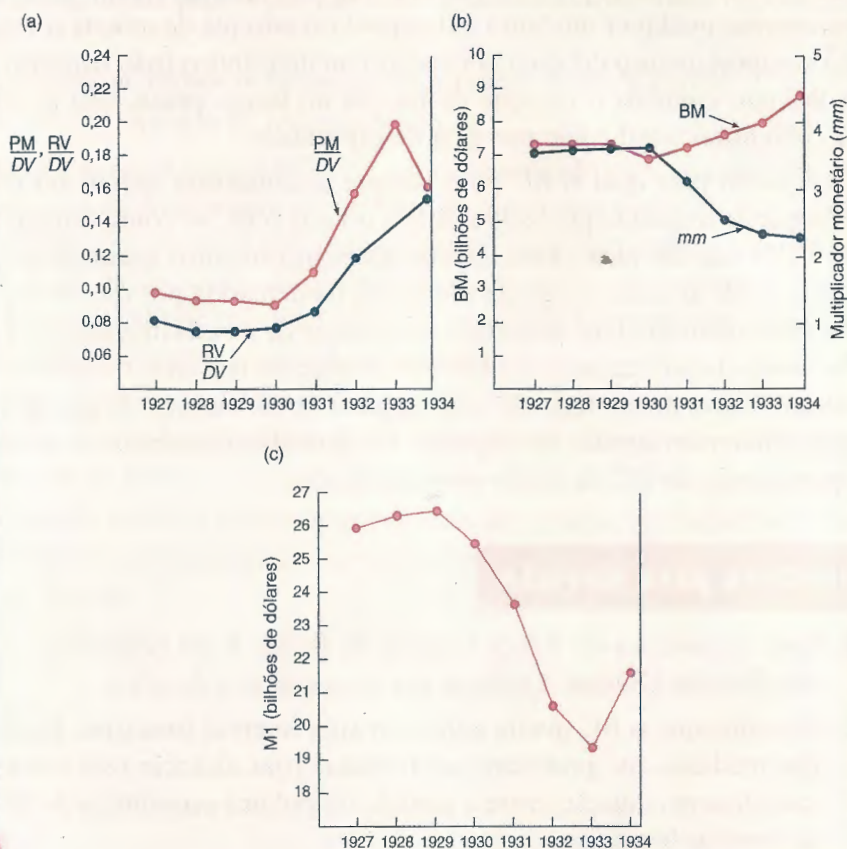 (a)
0,24
0,22
0,20
0,18
0,16
0,14
0,12
0,10
0,08
0,06
PM/DV, RV/DV
PM/DV
RV/DV
1927 1928 1929 1930 1931 1932 1933 1934
(b)
10
9
8
7
6
5
4
3
2
1
BM (bilhões de dólares)
BM
mm
5
4
3
2
1
Multiplicador monetário (mm)
1927 1928 1929 1930 1931 1932 1933 1934
(c)
27
26
25
24
23
22
21
20
19
18
M1 (bilhões de dólares)
1927 1928 1929 1930 1931 1932 1933 1934